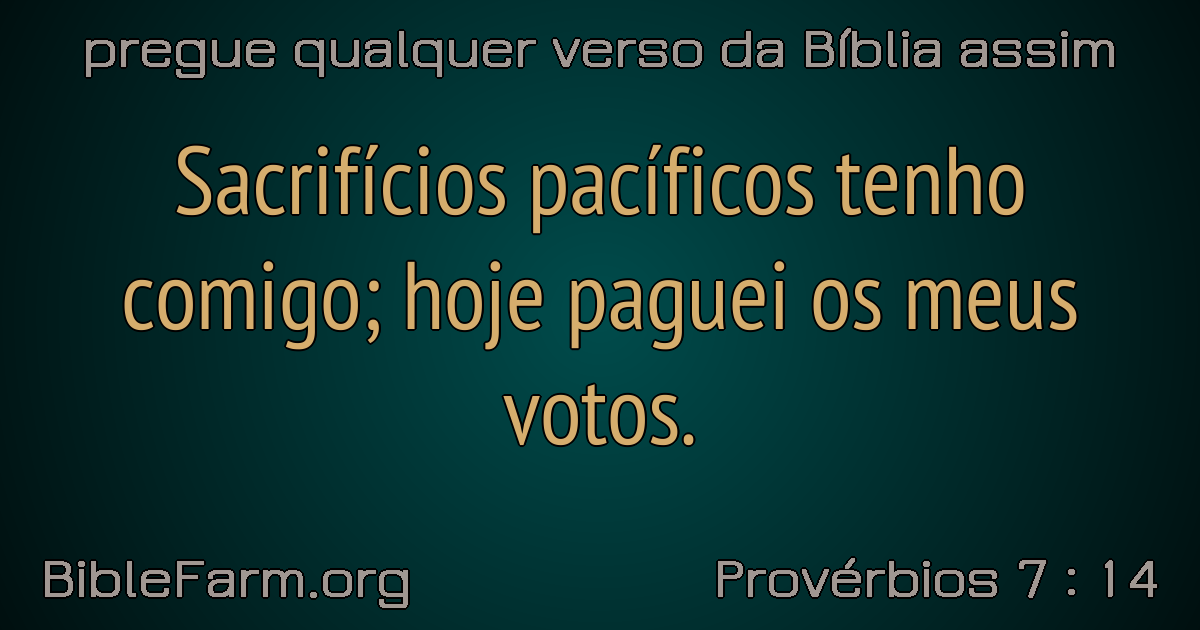 pregue qualquer verso da Bíblia assim
Sacrifícios pacíficos tenho
comigo; hoje paguei os meus
votos.
BibleFarm.org
Provérbios 7 : 14